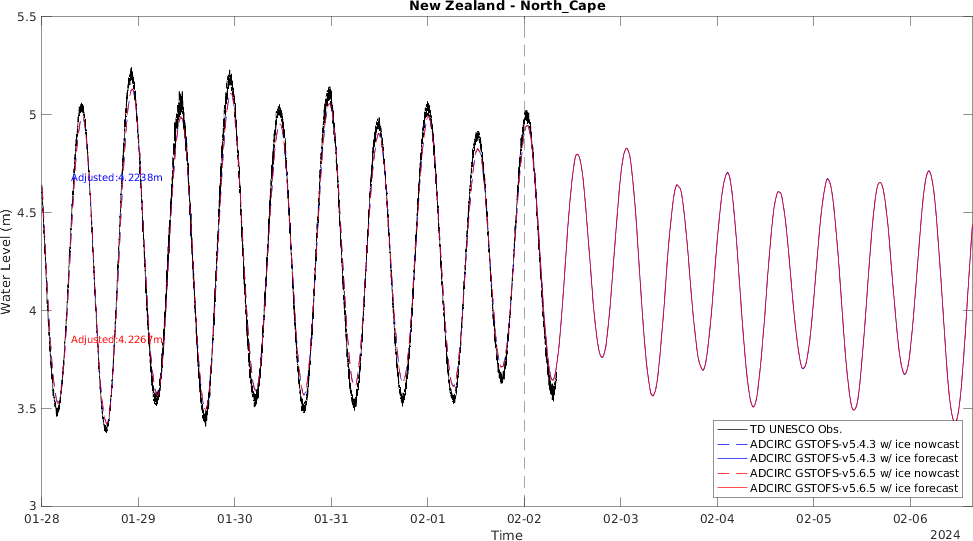 New Zealand - North_Cape
Water Level (m)
5.5
5
4.5
4
3.5
3
Adjusted:4.2238m
Adjusted:4.2267m
TD UNESCO Obs.
ADCIRC GSTOFS-v5.4.3 w/ ice nowcast
ADCIRC GSTOFS-v5.4.3 w/ ice forecast
ADCIRC GSTOFS-v5.6.5 w/ ice nowcast
ADCIRC GSTOFS-v5.6.5 w/ ice forecast
01-28 01-29 01-30 01-31 02-01 02-02 02-03 02-04 02-05 02-06
Time
2024